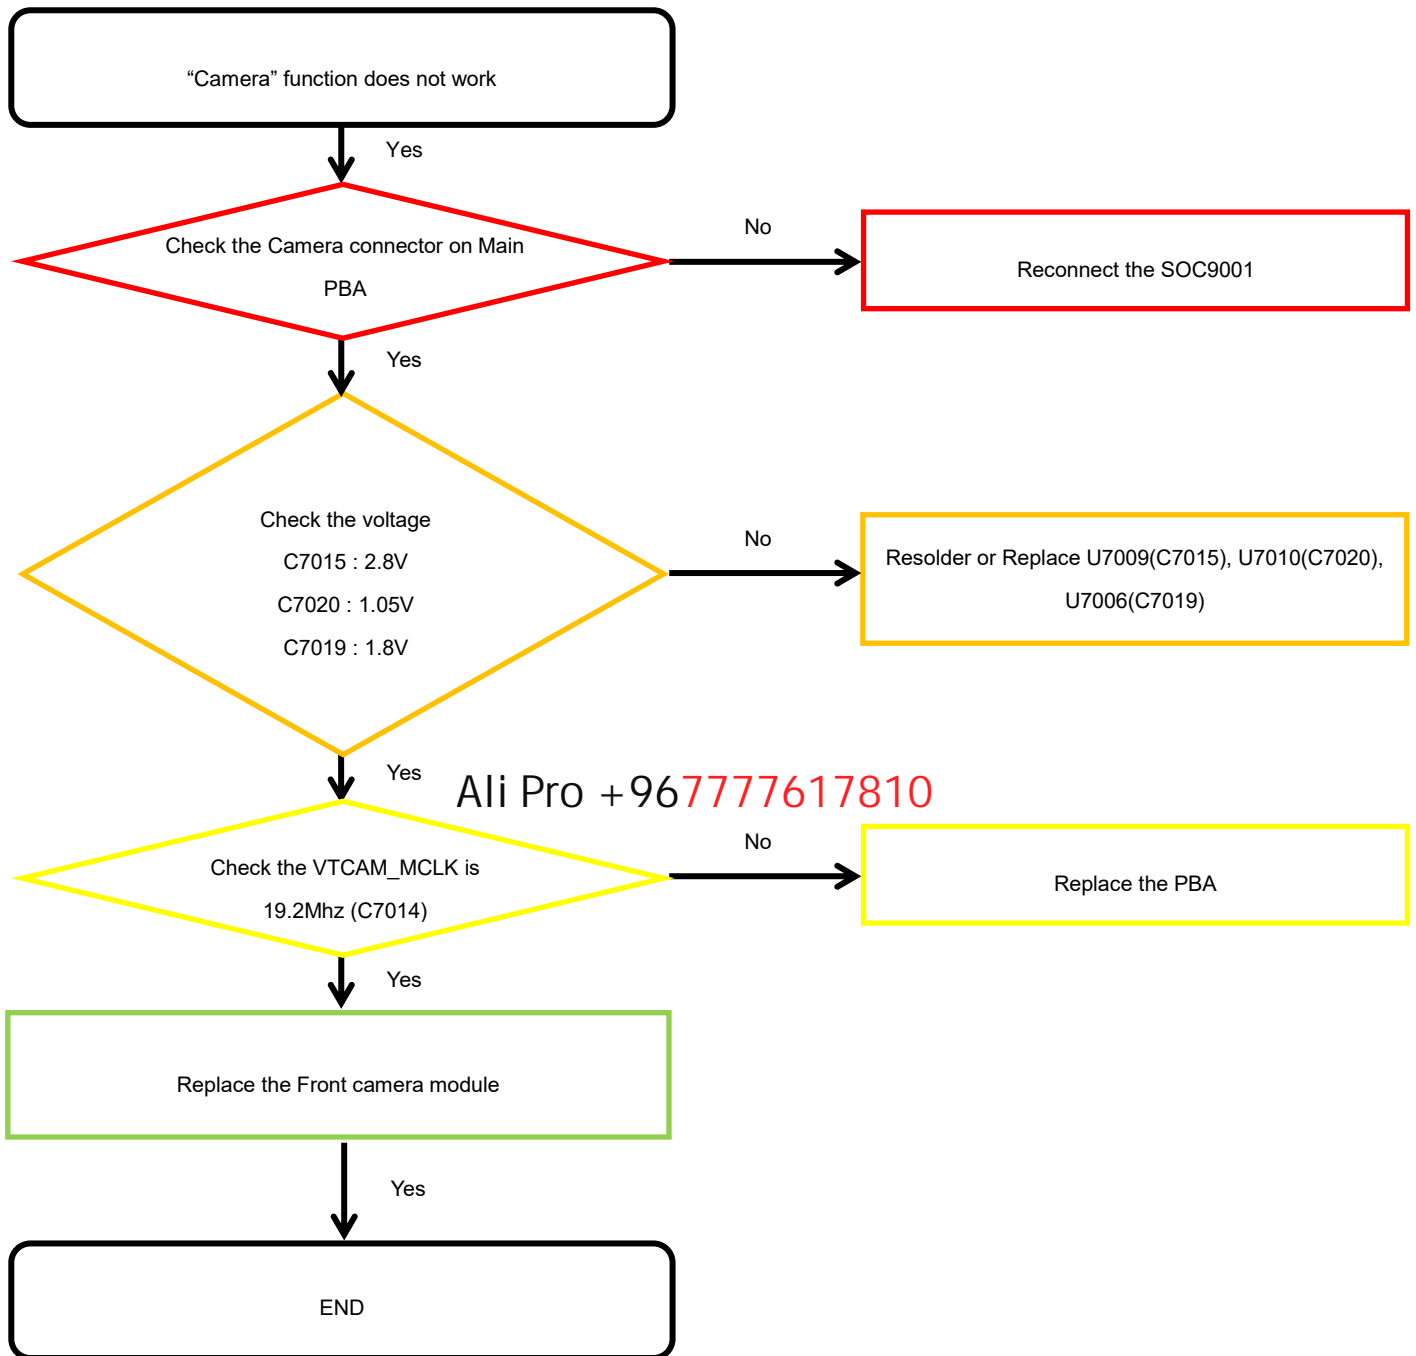 “Camera” function does not work
Yes
Check the Camera connector on Main
PBA
No
Reconnect the SOC9001
Yes
Check the voltage
C7015 : 2.8V
C7020 : 1.05V
C7019 : 1.8V
No
Resolder or Replace U7009(C7015), U7010(C7020),
U7006(C7019)
Yes
Ali Pro +967777617810
Check the VTCAM_MCLK is
19.2Mhz (C7014)
No
Replace the PBA
Yes
Replace the Front camera module
Yes
END